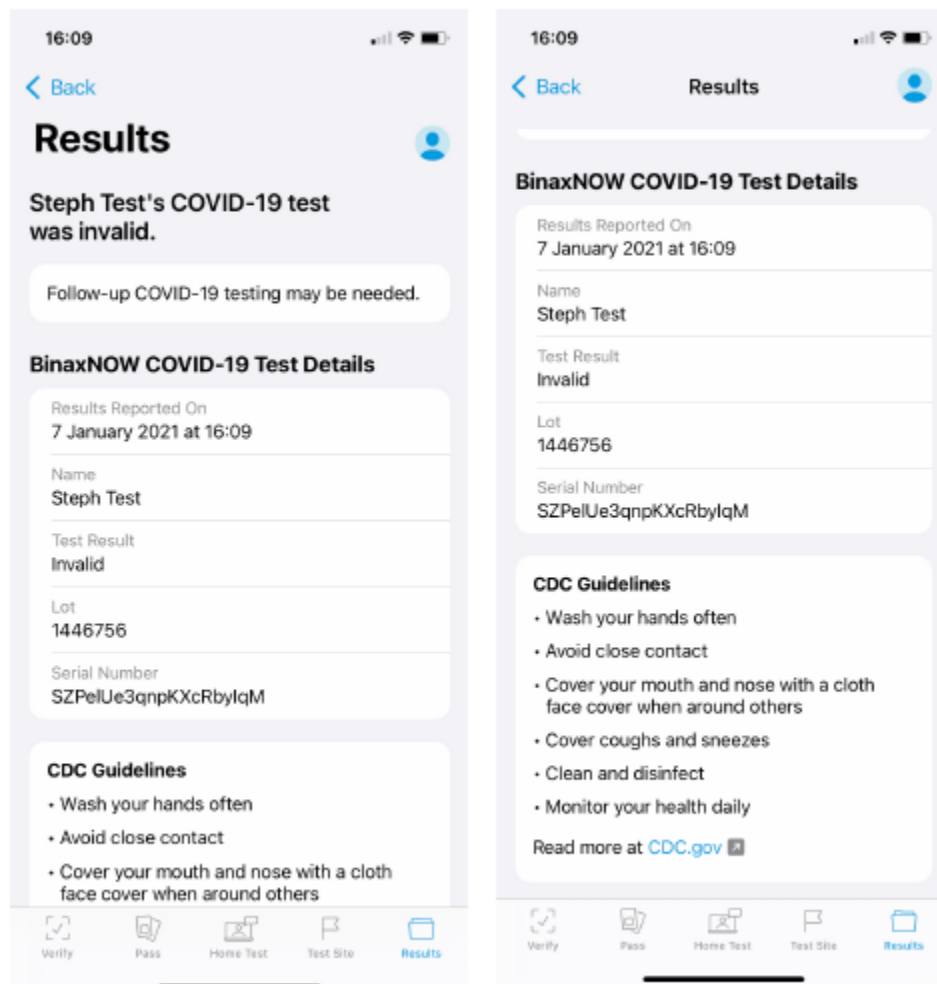 16:09
Back
Results
Steph Test's COVID-19 test
was invalid.
Follow-up COVID-19 testing may be needed.
BinaxNOW COVID-19 Test Details
Results Reported On
7 January 2021 at 16:09
Name
Steph Test
Test Result
Invalid
Lot
1446756
Serial Number
SZPelUe3qnpKXcRbylqM
CDC Guidelines
• Wash your hands often
• Avoid close contact
• Cover your mouth and nose with a cloth
face cover when around others
Verify Pass Home Test Test Site Results
16:09
Back Results
BinaxNOW COVID-19 Test Details
Results Reported On
7 January 2021 at 16:09
Name
Steph Test
Test Result
Invalid
Lot
1446756
Serial Number
SZPelUe3qnpKXcRbylqM
CDC Guidelines
• Wash your hands often
• Avoid close contact
• Cover your mouth and nose with a cloth
face cover when around others
• Cover coughs and sneezes
• Clean and disinfect
• Monitor your health daily
Read more at CDC.gov
Verify Pass Home Test Test Site Results